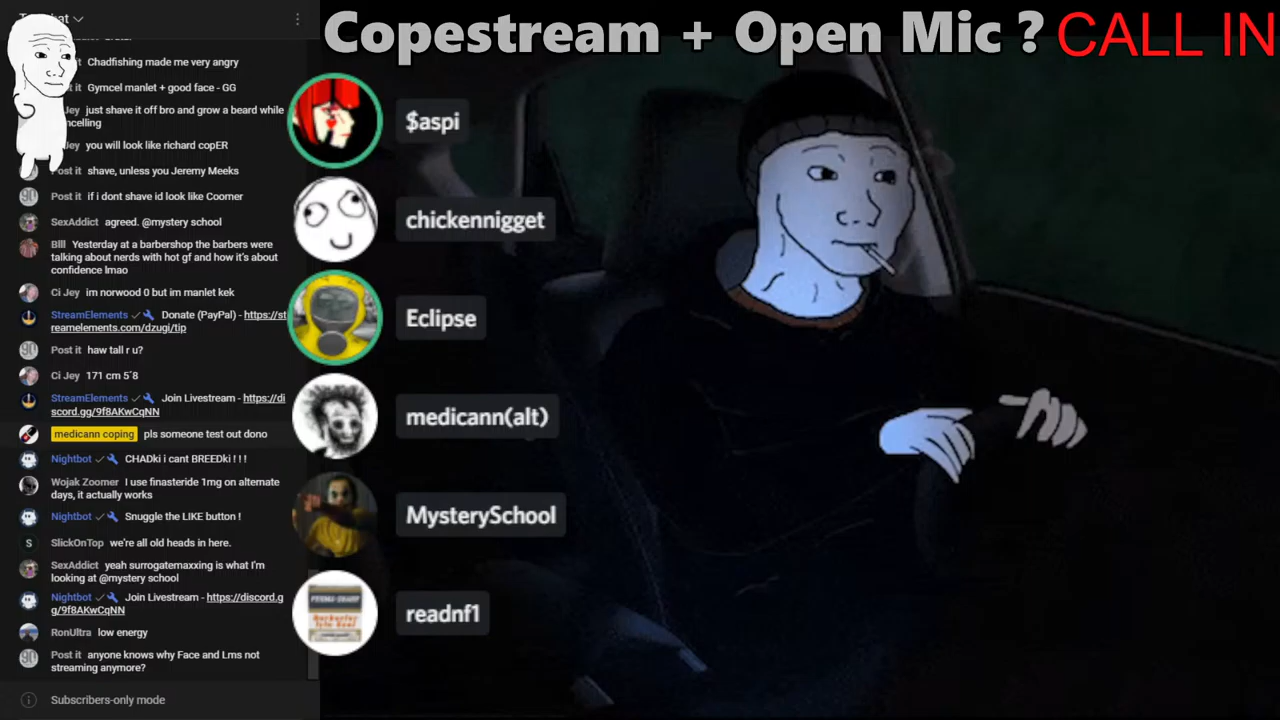 Copestream + Open Mic ? CALL IN
Chadfishing made me very angry
Post it Gymcel manlet + good face - GG
Ci Jey just shave it off bro and grow a beard while
Ci Jey you will look like richard copER
Post it shave, unless you Jeremy Meeks
Post it if i dont shave id look like Coomer
SexAddict agreed. @mystery school
Bill Yesterday at a barbershop the barbers were
talking about nerds with hot gf and how it's about
confidence lmao
Ci Jey im norwood 0 but im manlet kek
StreamElements Donate (PayPal) - https://st
reamelements.com/dzugi/tip
Post it haw tall r u?
Ci Jey 171 cm 5´8
StreamElements Join Livestream - https://di
scord.gg/9f8AKwCqNN
medicann coping pls someone test out dono
Nightbot CHADki i cant BREEDki ! ! !
Wojak Zoomer I use finasteride 1mg on alternate
days, it actually works
Nightbot Snuggle the LIKE button !
S SlickOnTop we're all old heads in here.
SexAddict yeah surrogatemaxxing is what I'm
looking at @mystery school
Nightbot Join Livestream - https://discord.g
g/9f8AKwCqNN
RonUltra low energy
Post it anyone knows why Face and Lms not
streaming anymore?
Subscribers-only mode
$aspi
chickennigget
Eclipse
medicann(alt)
MysterySchool
readnf1